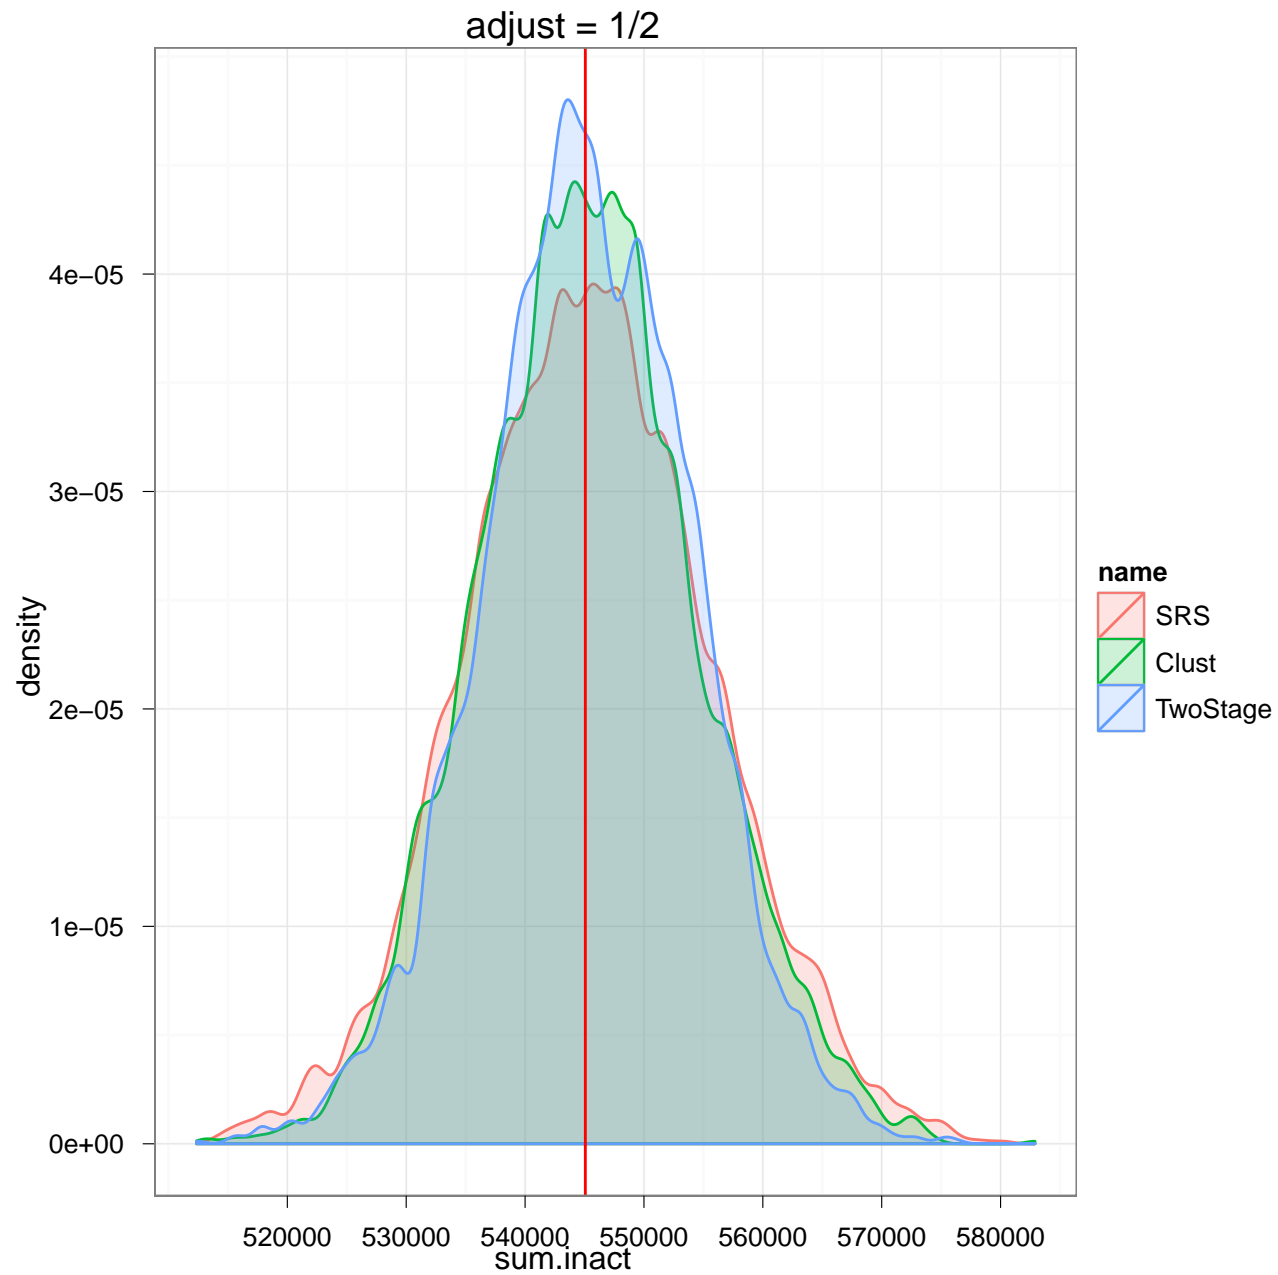 adjust = 1/2
density
4e−05
3e−05
2e−05
1e−05
0e+00
520000 530000 540000 550000 560000 570000 580000
sum.inact
name
SRS
Clust
TwoStage